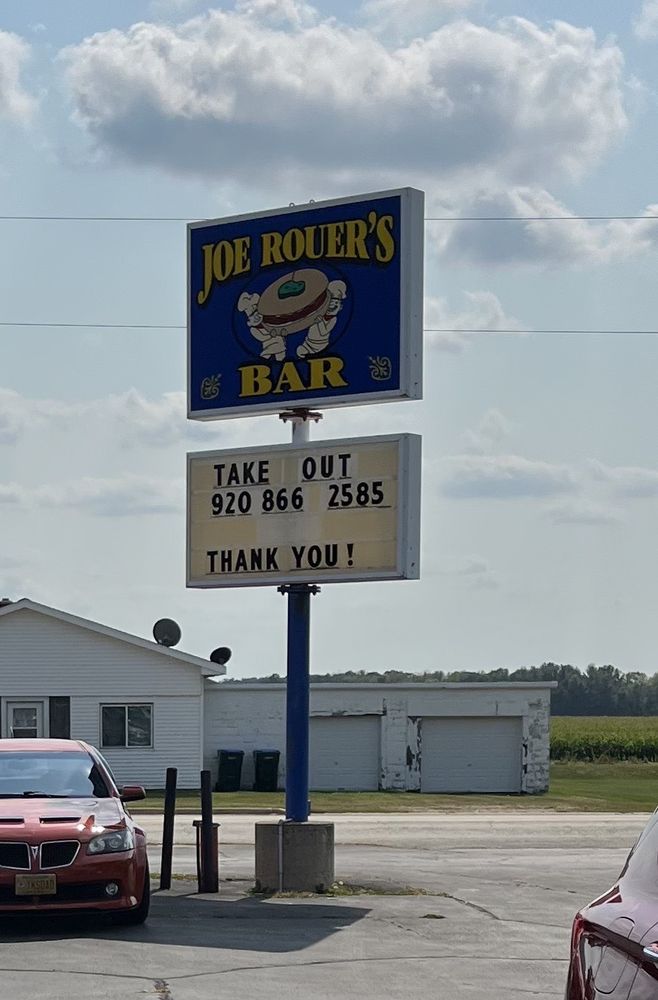 JOE ROUER'S
BAR
TAKE OUT
920 866 2585
THANK YOU!